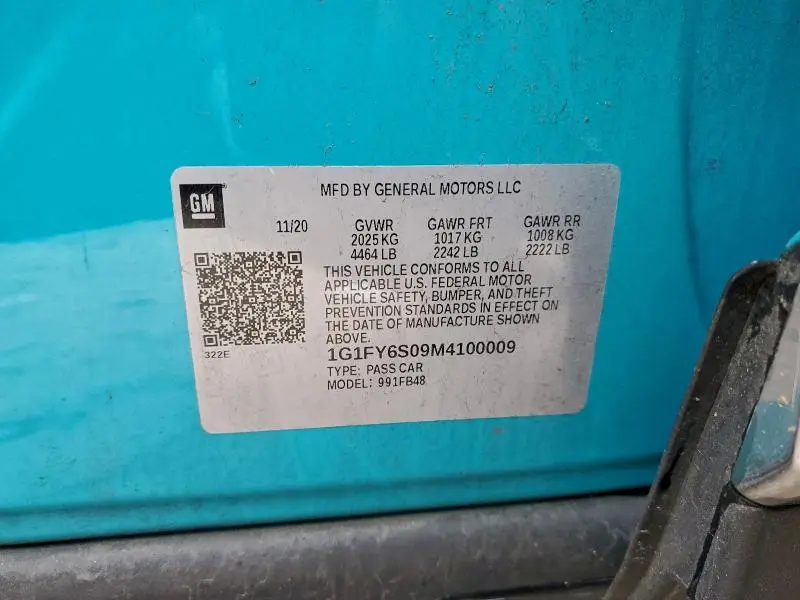 GM
MFD BY GENERAL MOTORS LLC
11/20 GVWR GAWR FRT GAWR RR
2025 KG 1017 KG 1008 KG
4464 LB 2242 LB 2222 LB
THIS VEHICLE CONFORMS TO ALL
APPLICABLE U.S. FEDERAL MOTOR
VEHICLE SAFETY, BUMPER, AND THEFT
PREVENTION STANDARDS IN EFFECT ON
THE DATE OF MANUFACTURE SHOWN
ABOVE.
322E
1G1FY6S09M4100009
TYPE: PASS CAR
MODEL: 991FB48